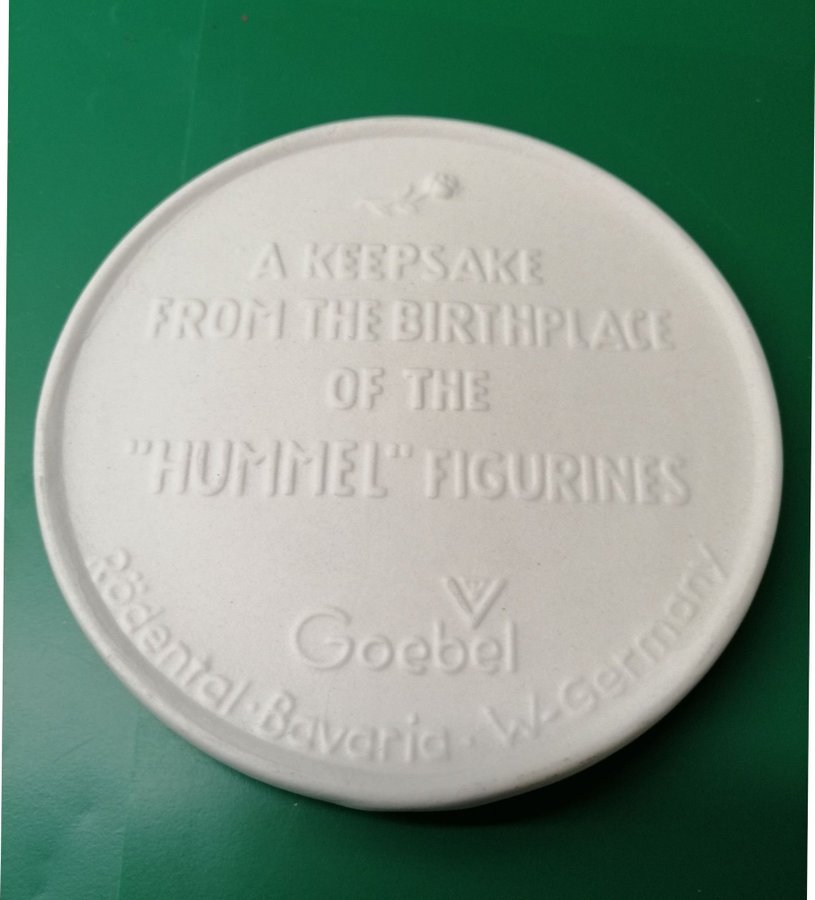 A KEEPSAKE
FROM THE BIRTHPLACE
OF THE
"HUMMEL" FIGURINES
Goebel
Rödental · Bavaria · W-Germany